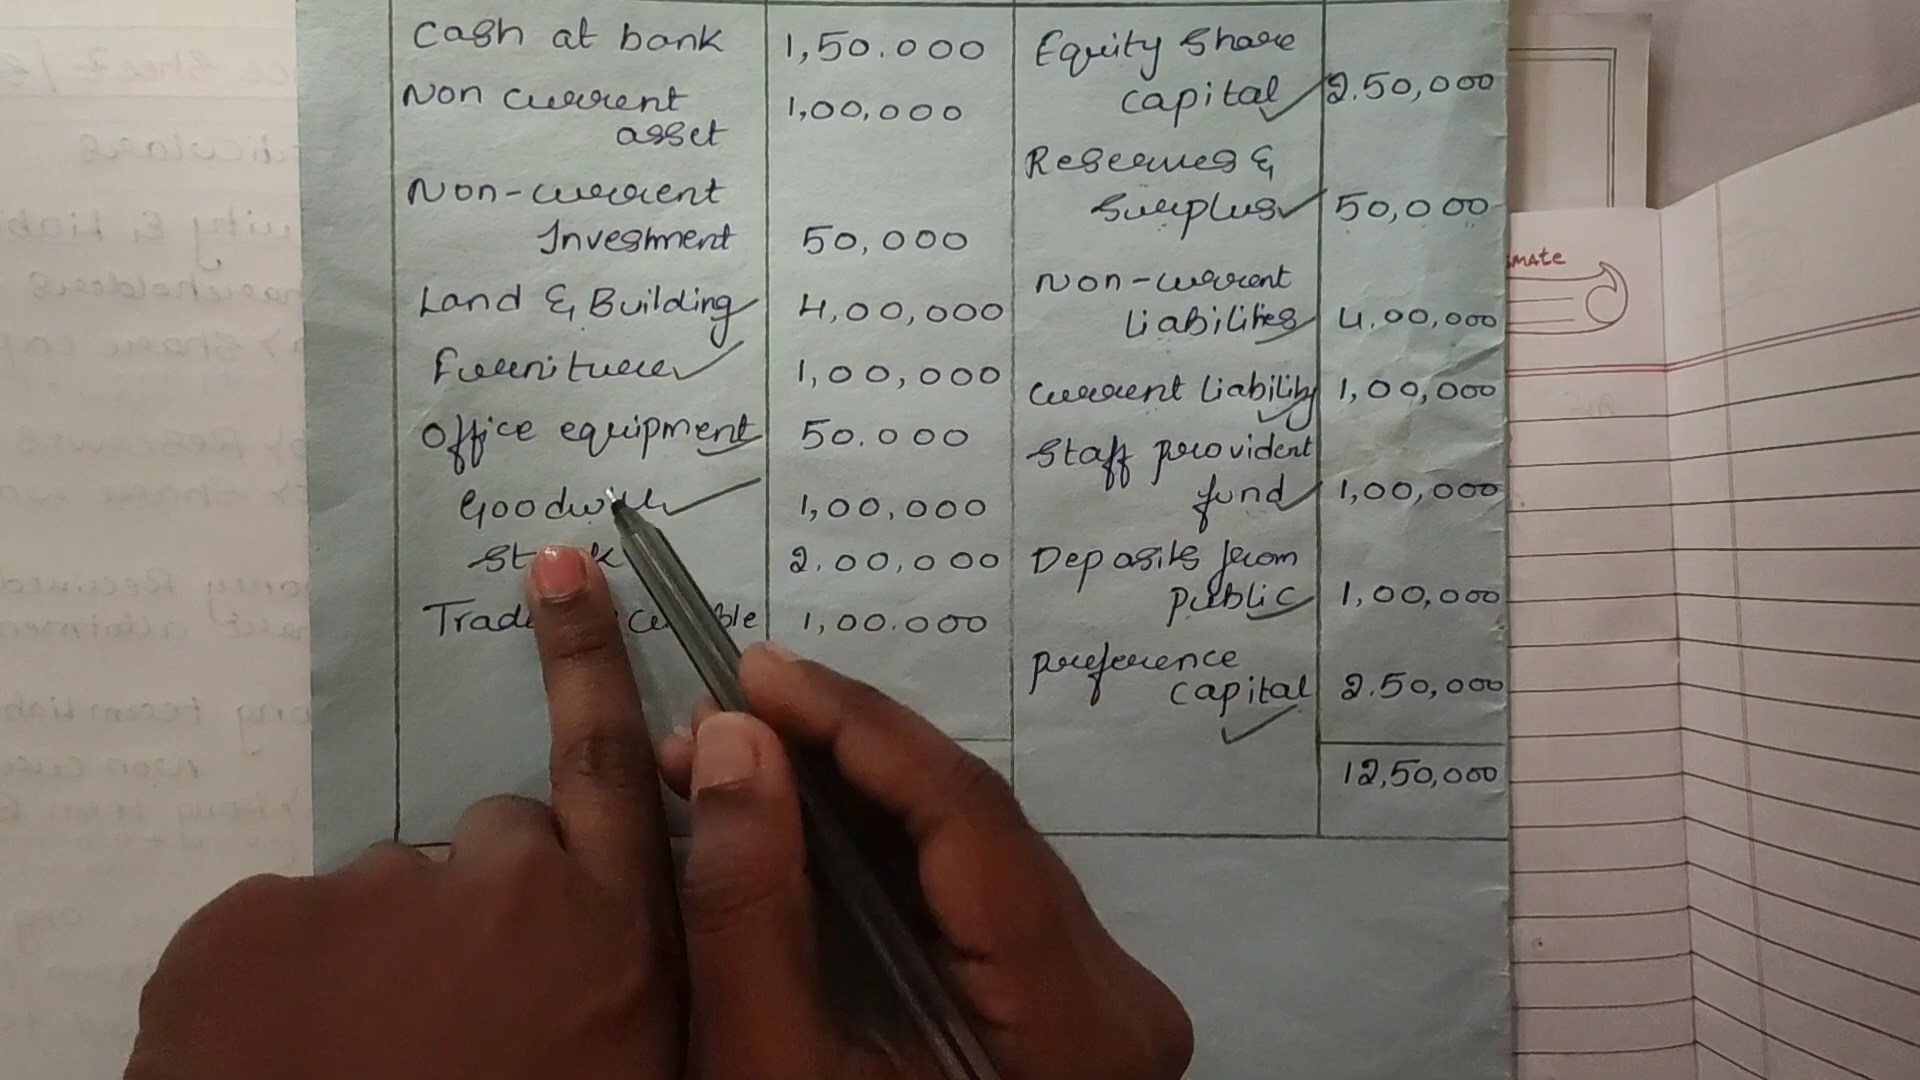 Cash at bank 1,50.000
Non current
asset 1,00,000
Non-current
Invesment 50,000
Land & Building 4,00,000
Furniture 1,00,000
Office equipment 50.000
Goodwill 1,00,000
2.00,000
1,00.000
Equity Share
capital 2.50,000
Reserves &
Surplus 50,000
Non-current
Liabilities 4.00,000
Current Liability 1,00,000
Staff provident
fund 1,00,000
Deposits from
public 1,00,000
preference
capital 2.50,000
12,50,000